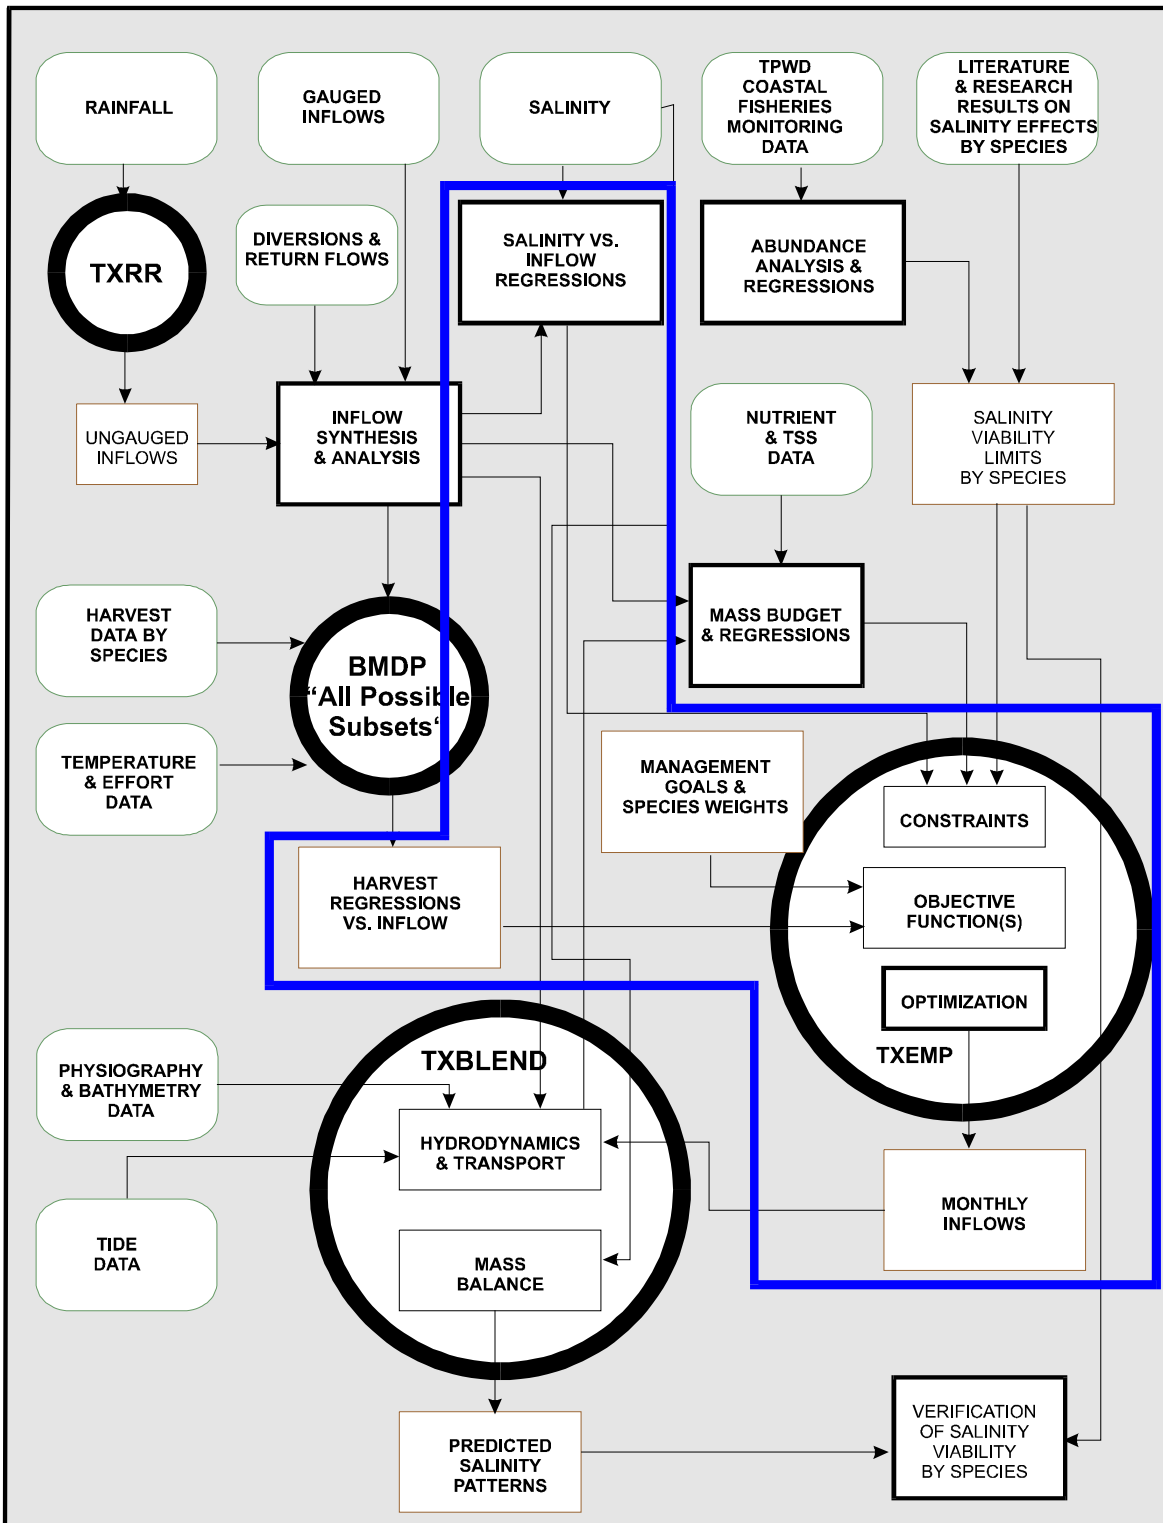 RAINFALL
GAUGED
INFLOWS
SALINITY
TPWD
COASTAL
FISHERIES
MONITORING
DATA
LITERATURE
& RESEARCH
RESULTS ON
SALINITY EFFECTS
BY SPECIES
TXRR
DIVERSIONS &
RETURN FLOWS
SALINITY VS.
INFLOW
REGRESSIONS
ABUNDANCE
ANALYSIS &
REGRESSIONS
UNGAUGED
INFLOWS
INFLOW
SYNTHESIS
& ANALYSIS
NUTRIENT
& TSS
DATA
SALINITY
VIABILITY
LIMITS
BY SPECIES
HARVEST
DATA BY
SPECIES
BMDP
“All Possible
Subsets‘
MASS BUDGET
& REGRESSIONS
TEMPERATURE
& EFFORT
DATA
MANAGEMENT
GOALS &
SPECIES WEIGHTS
CONSTRAINTS
HARVEST
REGRESSIONS
VS. INFLOW
OBJECTIVE
FUNCTION(S)
OPTIMIZATION
TXEMP
PHYSIOGRAPHY
& BATHYMETRY
DATA
TXBLEND
HYDRODYNAMICS
& TRANSPORT
MONTHLY
INFLOWS
TIDE
DATA
MASS
BALANCE
PREDICTED
SALINITY
PATTERNS
VERIFICATION
OF SALINITY
VIABILITY
BY SPECIES